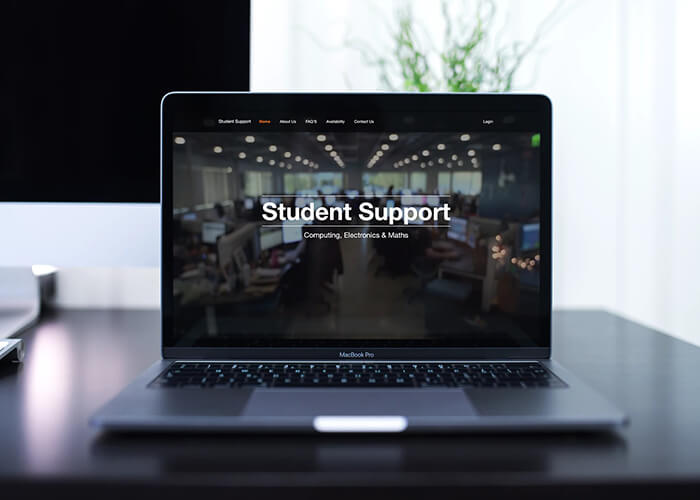 Student Support Home About Us FAQ'S Availability Contact Us Login
Student Support
Computing, Electronics & Maths
MacBook Pro